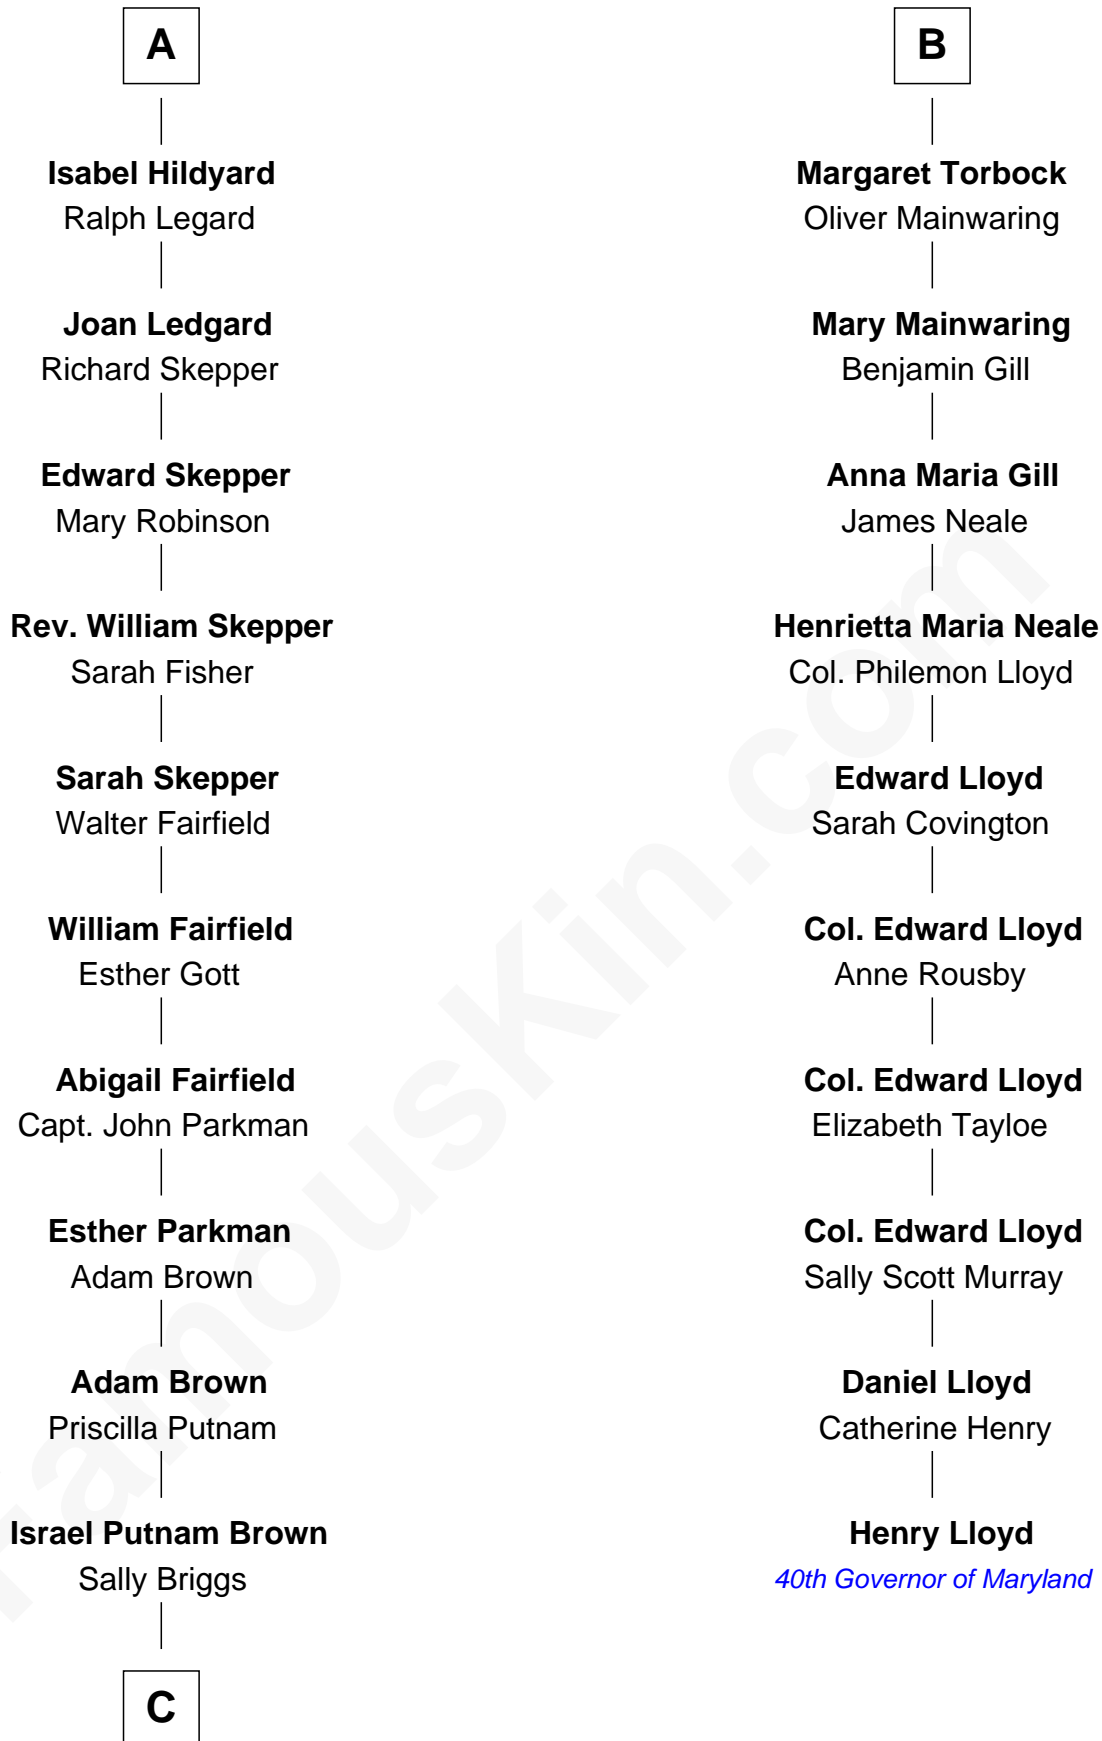 A
Isabel Hildyard
Ralph Legard
Joan Ledgard
Richard Skepper
Edward Skepper
Mary Robinson
Rev. William Skepper
Sarah Fisher
Sarah Skepper
Walter Fairfield
William Fairfield
Esther Gott
Abigail Fairfield
Capt. John Parkman
Esther Parkman
Adam Brown
Adam Brown
Priscilla Putnam
Israel Putnam Brown
Sally Briggs
C
B
Margaret Torbock
Oliver Mainwaring
Mary Mainwaring
Benjamin Gill
Anna Maria Gill
James Neale
Henrietta Maria Neale
Col. Philemon Lloyd
Edward Lloyd
Sarah Covington
Col. Edward Lloyd
Anne Rousby
Col. Edward Lloyd
Elizabeth Tayloe
Col. Edward Lloyd
Sally Scott Murray
Daniel Lloyd
Catherine Henry
Henry Lloyd
40th Governor of Maryland
FamousKin.com